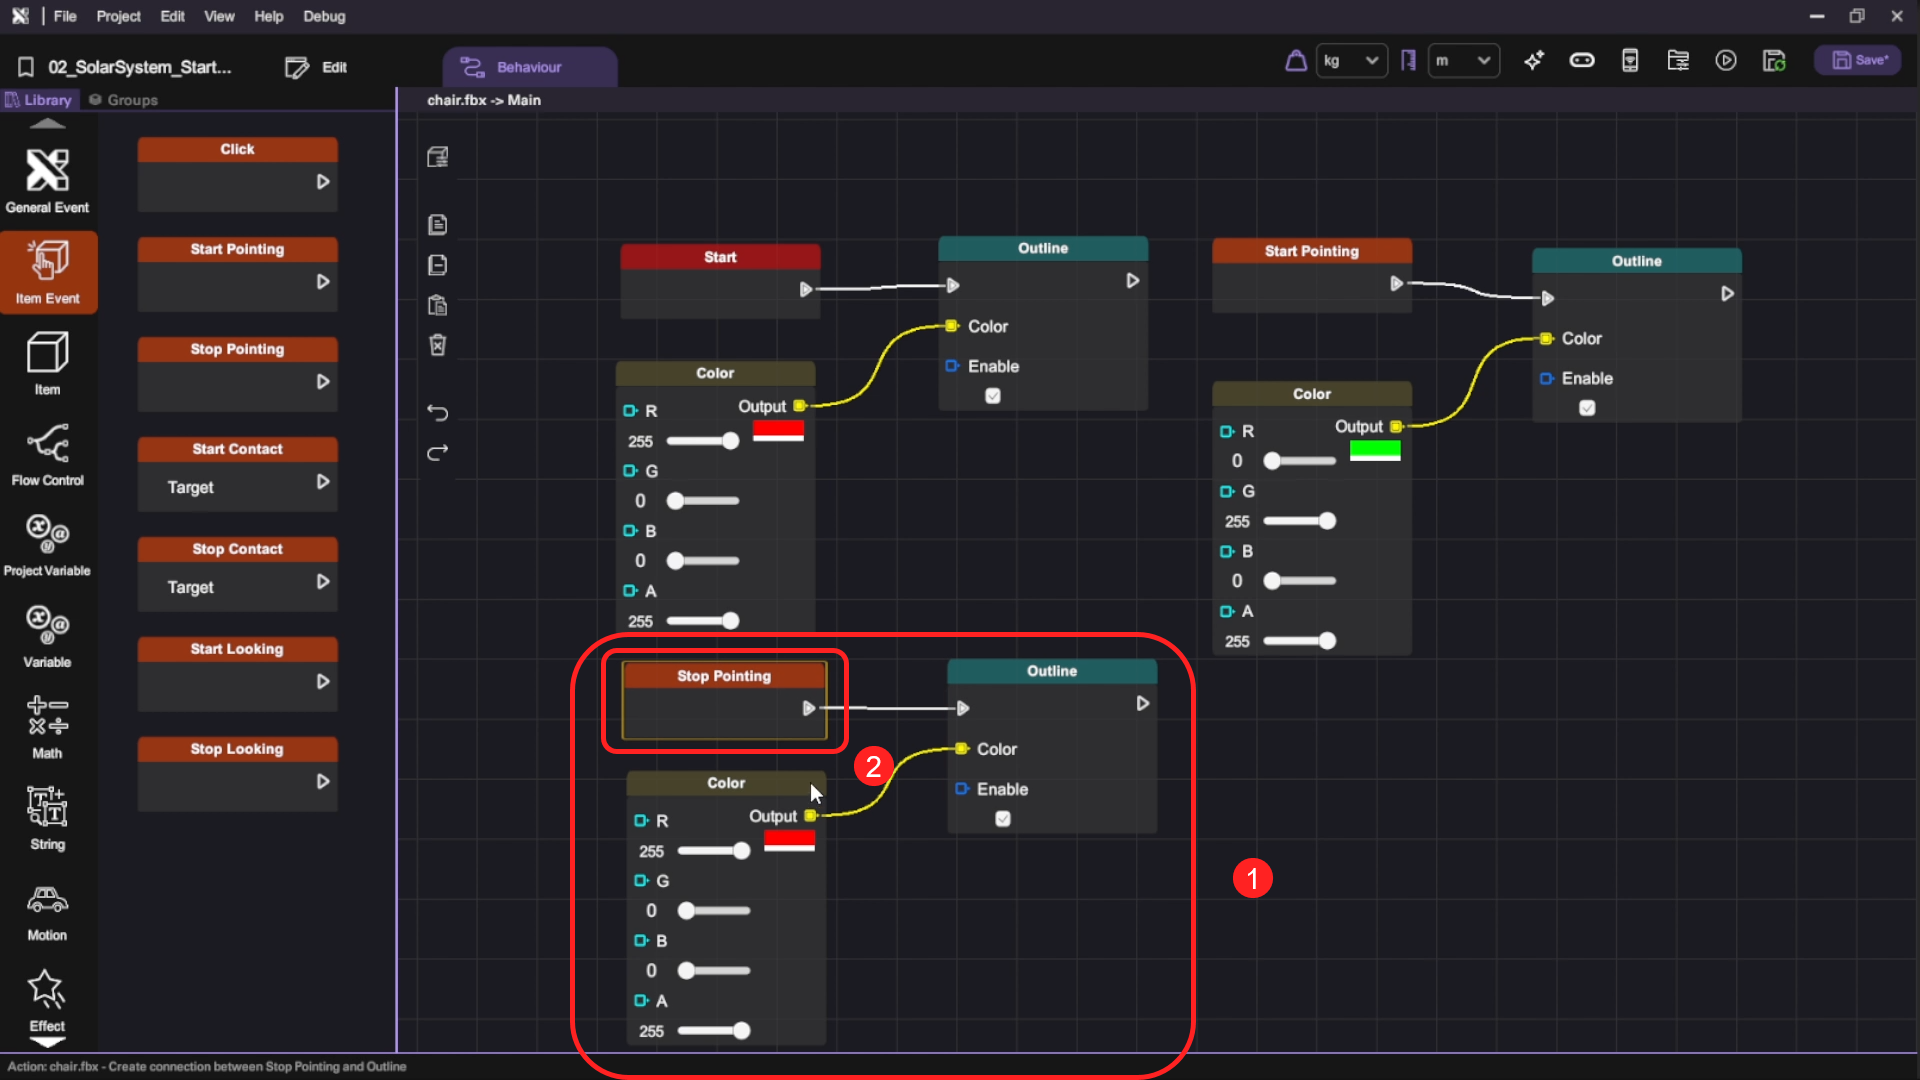 File Project Edit View Help Debug
02_SolarSystem_Start... Edit Behaviour kg m Save*
Library Groups
chair.fbx -> Main
General Event
Item Event
Item
Flow Control
Project Variable
Variable
Math
String
Motion
Effect
Click
Start Pointing
Stop Pointing
Start Contact
Target
Stop Contact
Target
Start Looking
Stop Looking
Start
Outline
Color
Enable
Color
Output
R
255
G
0
B
0
A
255
Start Pointing
Outline
Color
Enable
Color
Output
R
0
G
255
B
0
A
255
Stop Pointing
Outline
Color
Enable
2
Color
Output
R
255
G
0
B
0
A
255
1
Action: chair.fbx - Create connection between Stop Pointing and Outline